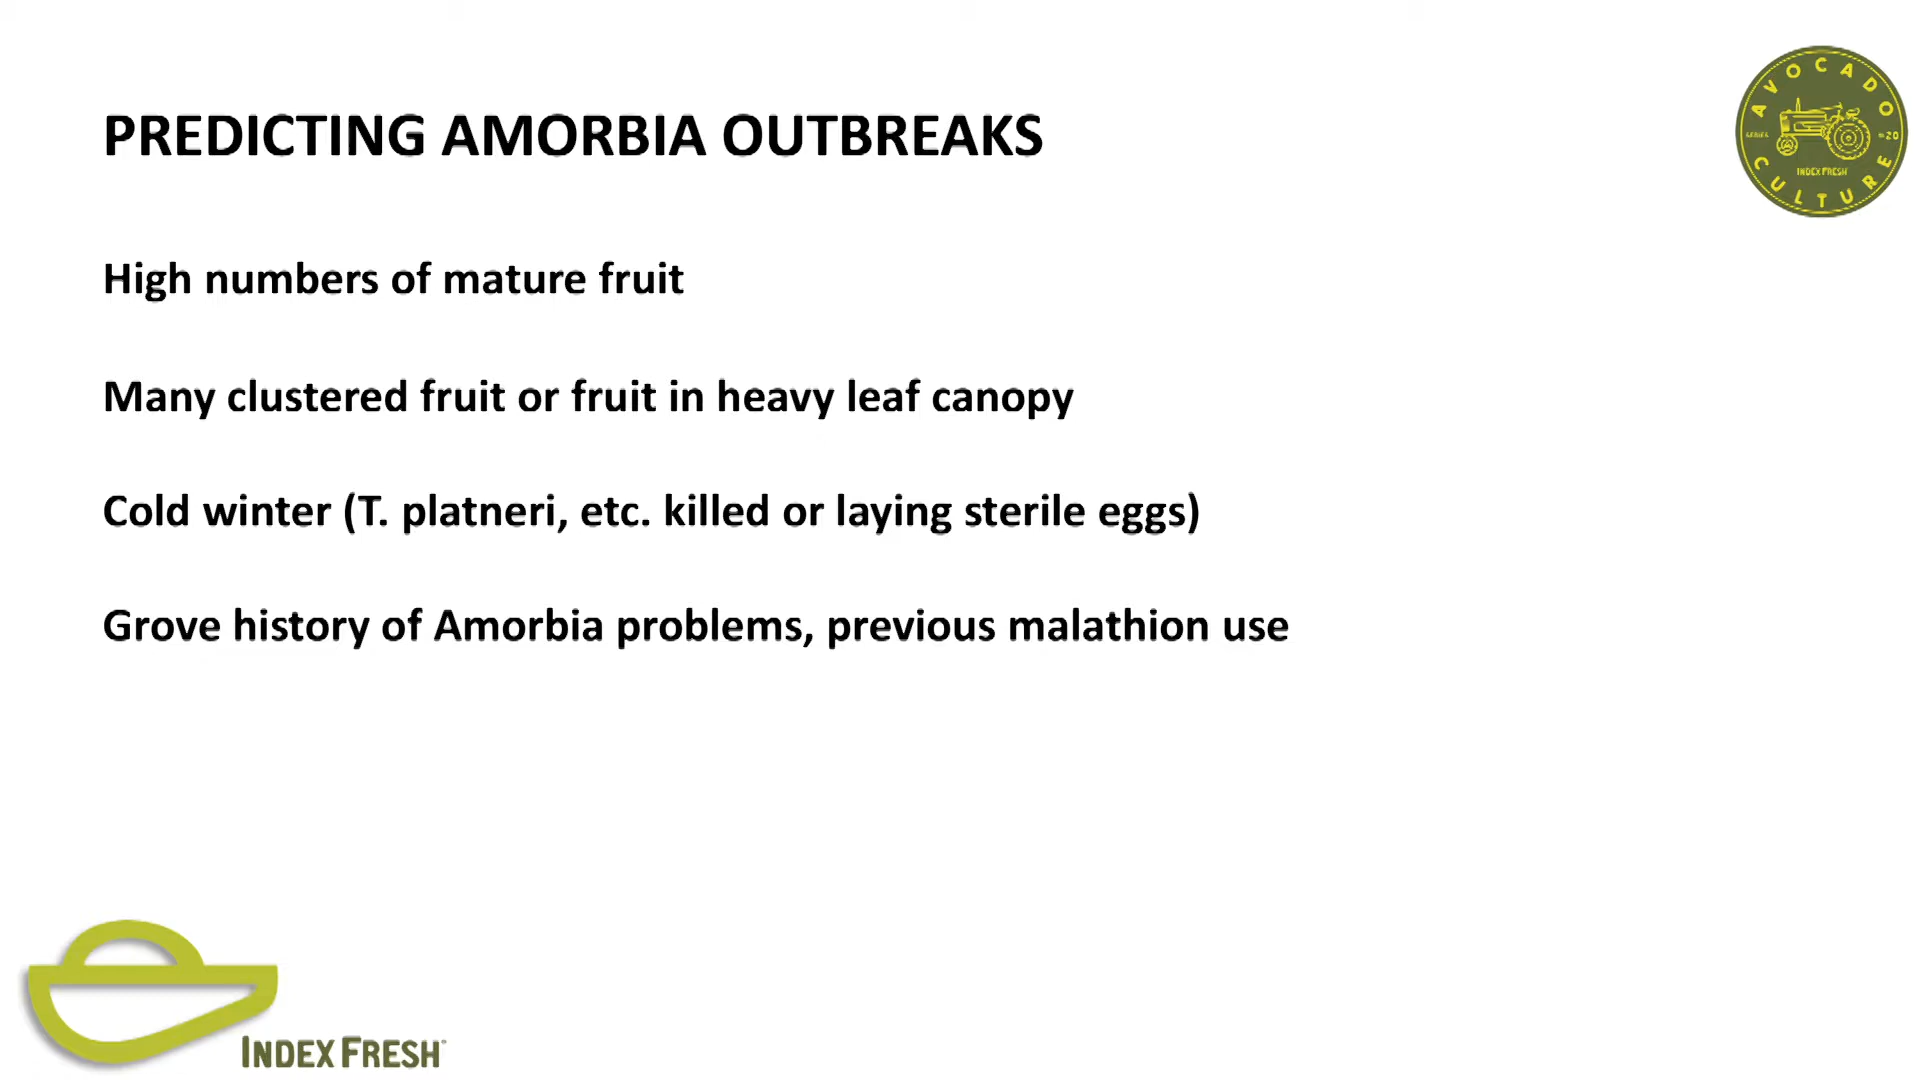 PREDICTING AMORBIA OUTBREAKS
AVOCADO
SERIES
20
INDEX FRESH
CULTURE
High numbers of mature fruit
Many clustered fruit or fruit in heavy leaf canopy
Cold winter (T. platneri, etc. killed or laying sterile eggs)
Grove history of Amorbia problems, previous malathion use
INDEX FRESH